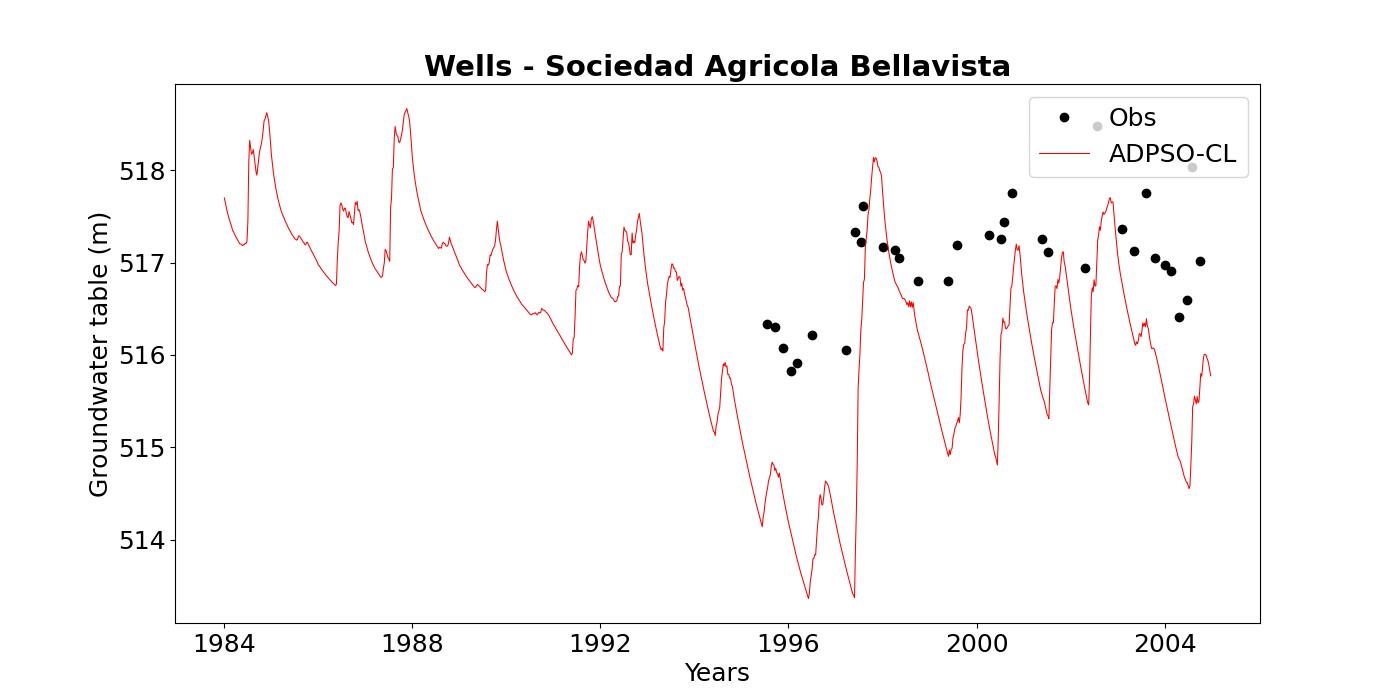 Wells - Sociedad Agricola Bellavista
Obs
ADPSO-CL
Groundwater table (m)
518
517
516
515
514
1984 1988 1992 1996 2000 2004
Years